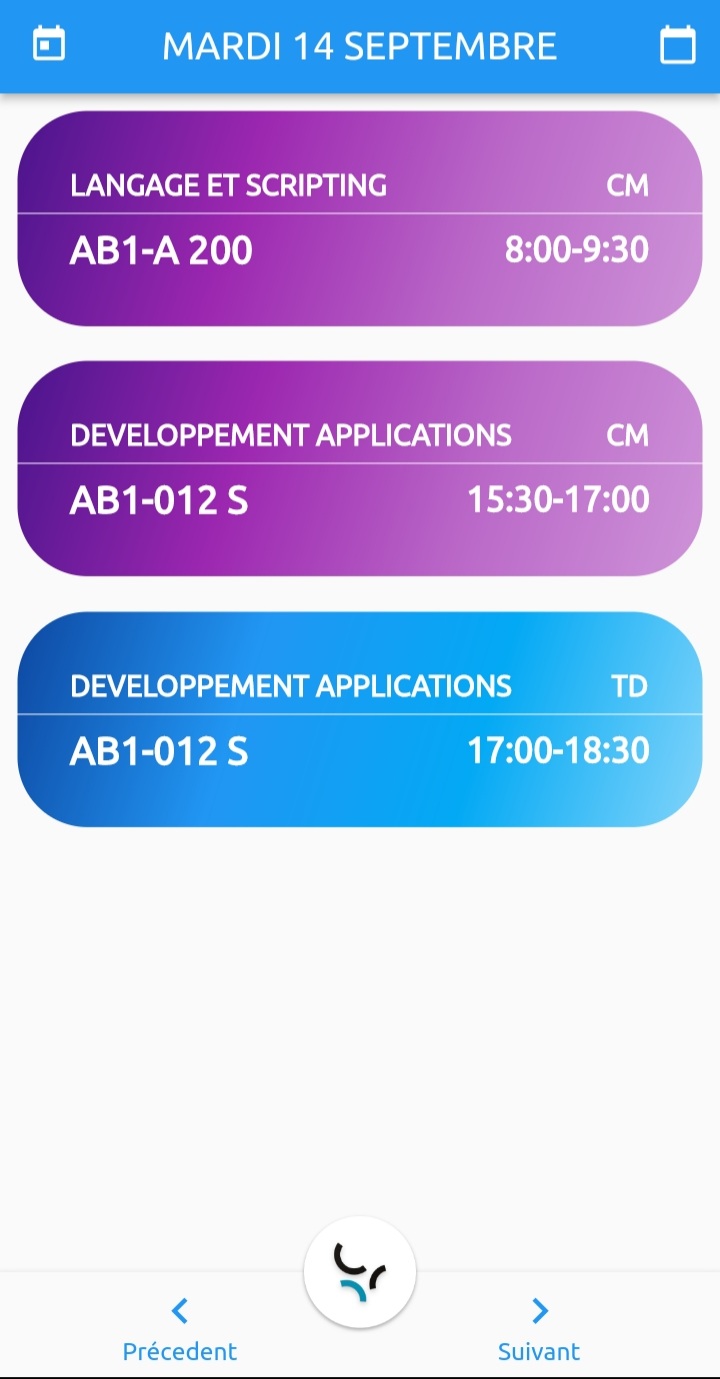 MARDI 14 SEPTEMBRE
LANGAGE ET SCRIPTING CM
AB1-A 200 8:00-9:30
DEVELOPPEMENT APPLICATIONS CM
AB1-012 S 15:30-17:00
DEVELOPPEMENT APPLICATIONS TD
AB1-012 S 17:00-18:30
Précedent Suivant